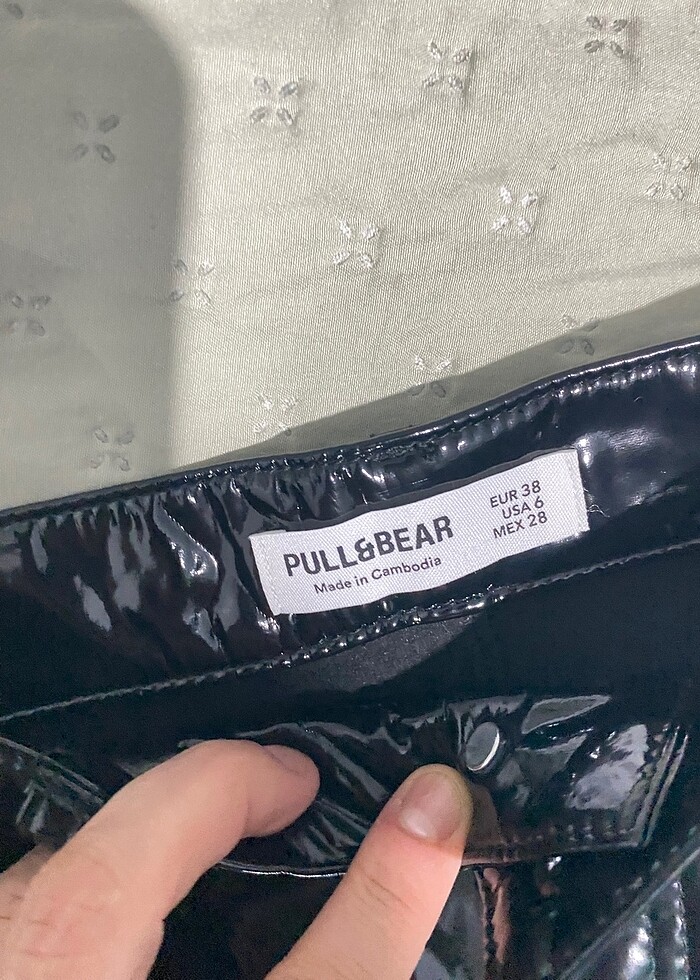 PULL&BEAR
Made in Cambodia
EUR 38
USA 6
MEX 28